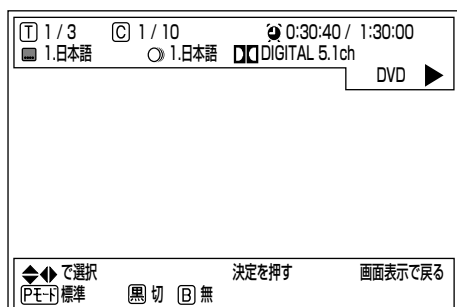 T 1 / 3 C 1 / 10 0:30:40 / 1:30:00
1.日本語 1.日本語 DIGITAL 5.1ch
DVD
で選択 決定を押す 画面表示で戻る
Pモード 標準 黒 切 B 無